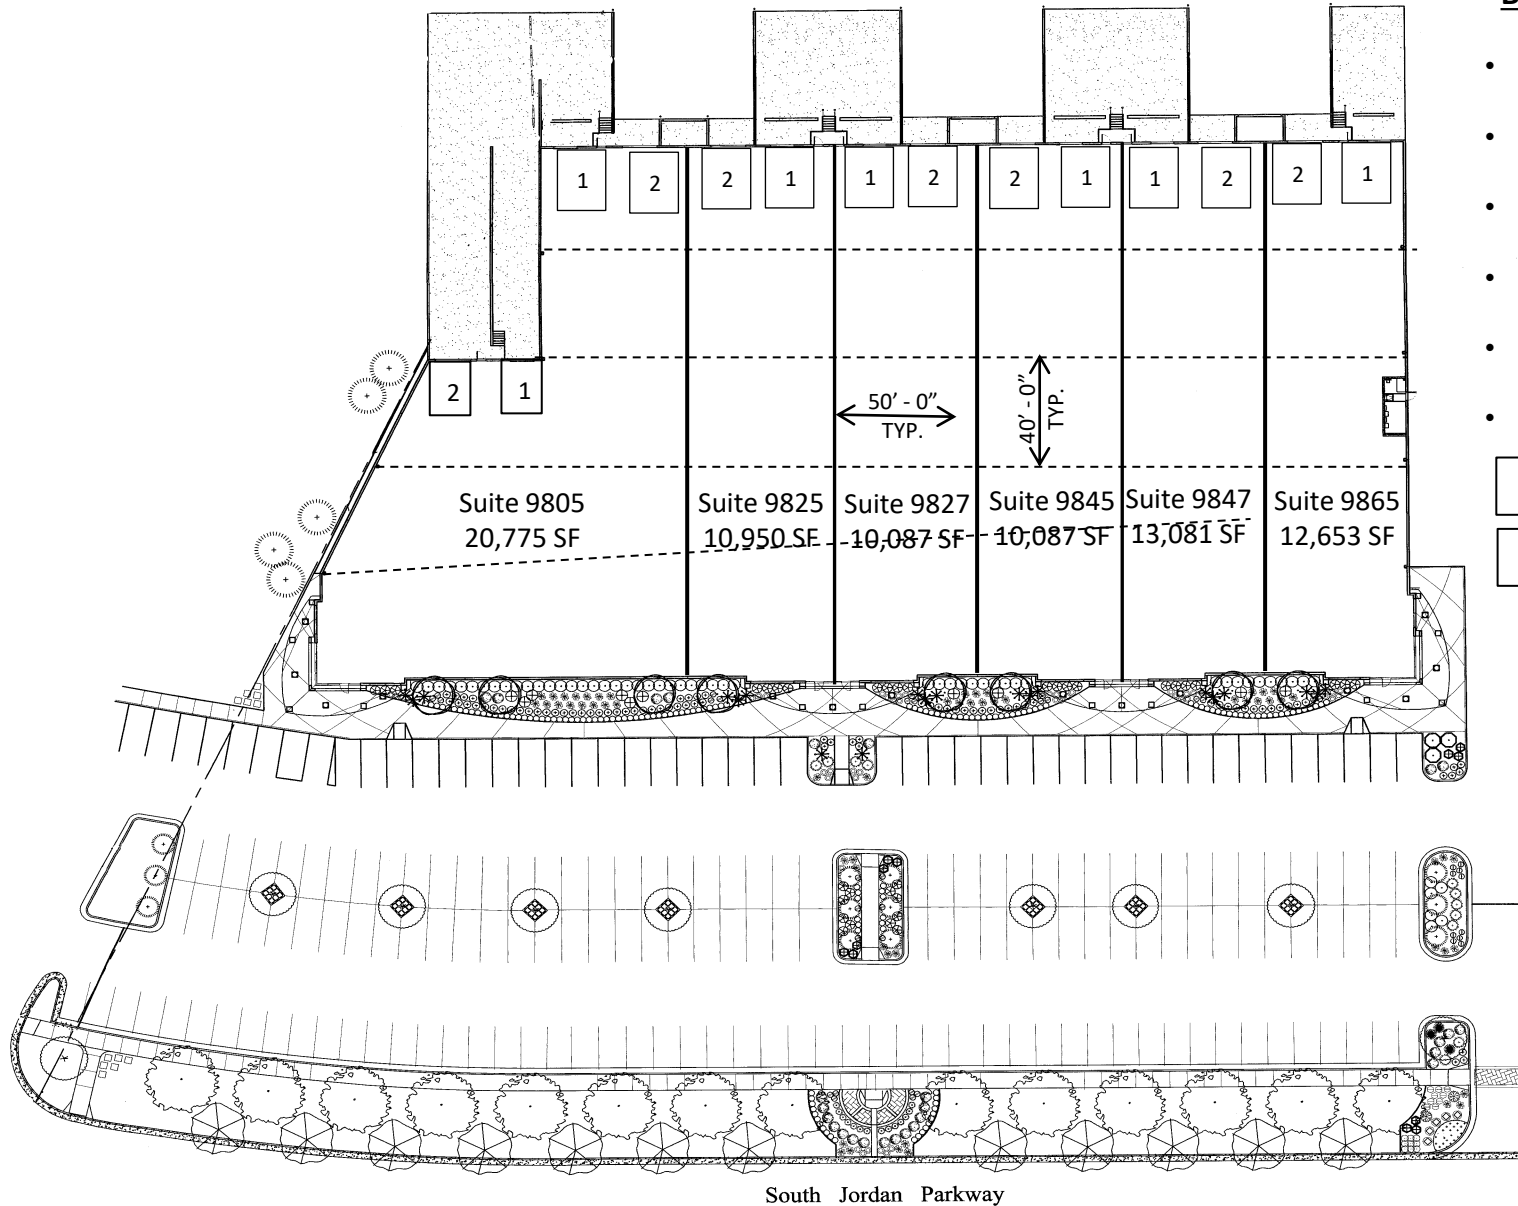 •
•
•
•
•
•
1 2 2 1 1 2 2 1 1 2 2 1
2 1
50’ - 0”
TYP.
40’ - 0”
TYP.
Suite 9805
20,775 SF
Suite 9825
10,950 SF
Suite 9827
10,087 SF
Suite 9845
10,087 SF
Suite 9847
13,081 SF
Suite 9865
12,653 SF
South Jordan Parkway